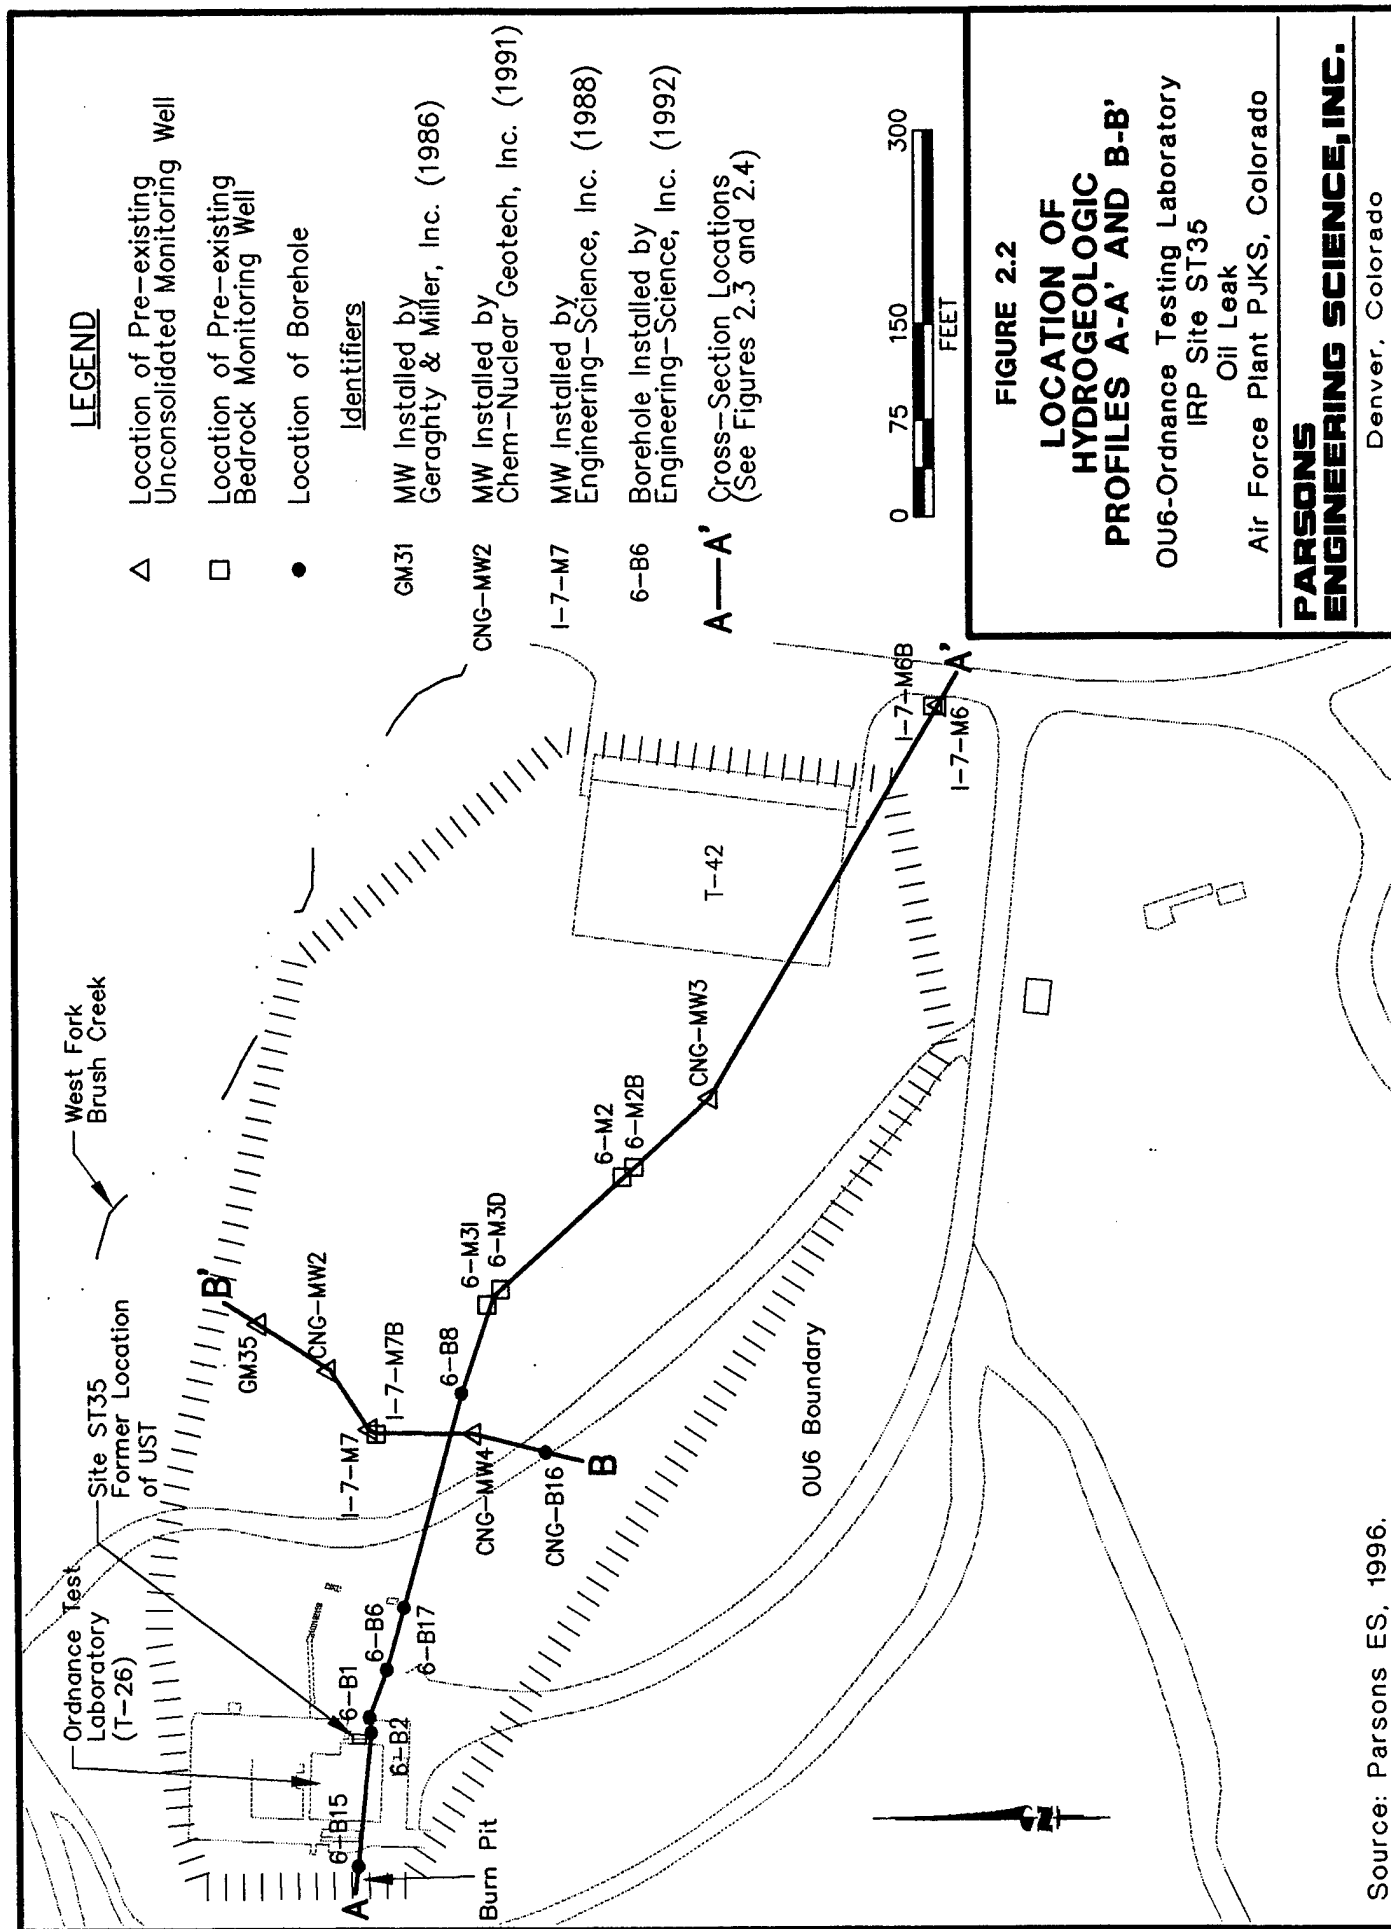 LEGEND
Location of Pre-existing
Unconsolidated Monitoring Well
Location of Pre-existing
Bedrock Monitoring Well
Location of Borehole
Identifiers
GM31
MW Installed by
Geraghty & Miller, Inc. (1986)
CNG-MW2
MW Installed by
Chem-Nuclear Geotech, Inc. (1991)
I-7-M7
MW Installed by
Engineering-Science, Inc. (1988)
6-B6
Borehole Installed by
Engineering-Science, Inc. (1992)
A—A'
Cross-Section Locations
(See Figures 2.3 and 2.4)
0 75 150 300
FEET
West Fork
Brush Creek
Site ST35
Former Location
of UST
Ordnance Test
Laboratory
(T-26)
B'
GM35
CNG-MW2
I-7-M7
I-7-M7B
CNG-MW4
CNG-B16
B
A
6-B15
Burn Pit
6-B2
6-B1
6-B6
6-B17
6-B8
6-M3I
6-M3D
6-M2
6-M2B
CNG-MW3
T-42
I-7-M6B
I-7-M6
A'
OU6 Boundary
N
FIGURE 2.2
LOCATION OF
HYDROGEOLOGIC
PROFILES A-A' AND B-B'
OU6-Ordnance Testing Laboratory
IRP Site ST35
Oil Leak
Air Force Plant PJKS, Colorado
PARSONS
ENGINEERING SCIENCE, INC.
Denver, Colorado
Source: Parsons ES, 1996.